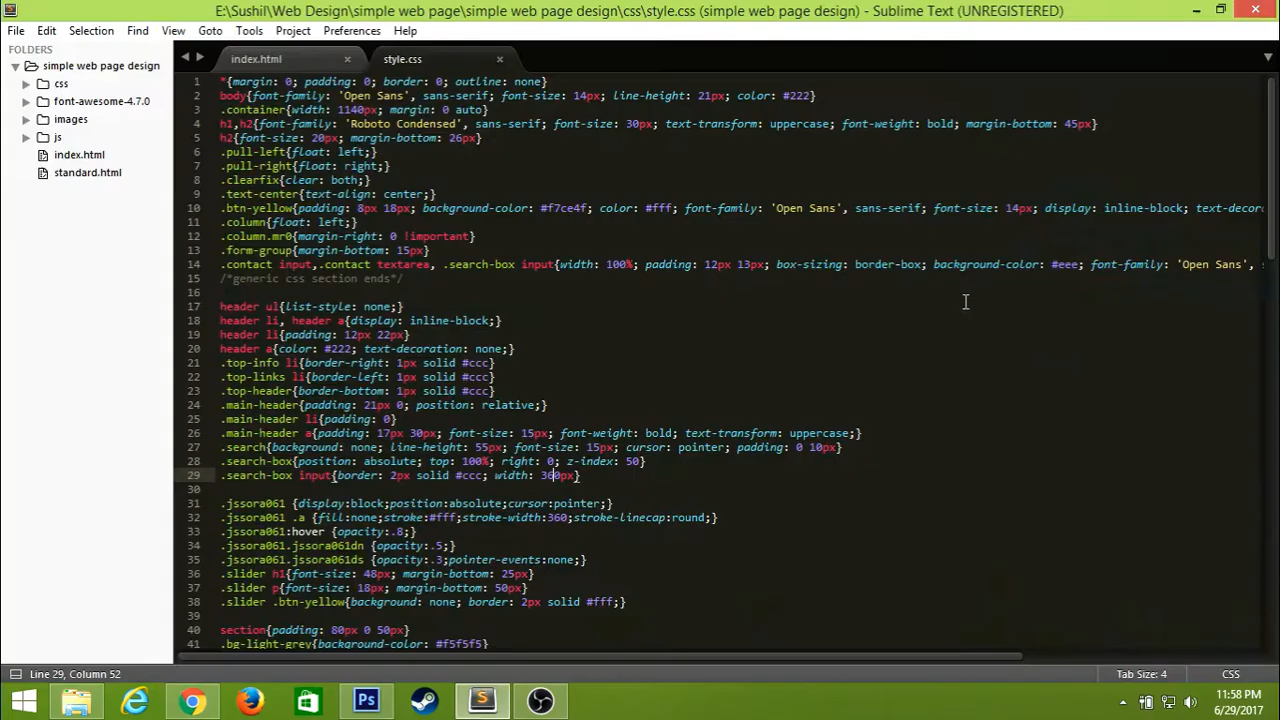 E:\Sushil\Web Design\simple web page\simple web page design\css\style.css (simple web page design) - Sublime Text (UNREGISTERED)
File Edit Selection Find View Goto Tools Project Preferences Help
FOLDERS
simple web page design
css
font-awesome-4.7.0
images
js
index.html
standard.html
index.html style.css
1 *{margin: 0; padding: 0; border: 0; outline: none}
2 body{font-family: 'Open Sans', sans-serif; font-size: 14px; line-height: 21px; color: #222}
3 .container{width: 1140px; margin: 0 auto}
4 h1,h2{font-family: 'Roboto Condensed', sans-serif; font-size: 30px; text-transform: uppercase; font-weight: bold; margin-bottom: 45px}
5 h2{font-size: 20px; margin-bottom: 26px}
6 .pull-left{float: left;}
7 .pull-right{float: right;}
8 .clearfix{clear: both;}
9 .text-center{text-align: center;}
10 .btn-yellow{padding: 8px 18px; background-color: #f7ce4f; color: #fff; font-family: 'Open Sans', sans-serif; font-size: 14px; display: inline-block; text-decor
11 .column{float: left;}
12 .column.mr0{margin-right: 0 !important}
13 .form-group{margin-bottom: 15px}
14 .contact input,.contact textarea, .search-box input{width: 100%; padding: 12px 13px; box-sizing: border-box; background-color: #eee; font-family: 'Open Sans', s
15 /*generic css section ends*/
16
17 header ul{list-style: none;}
18 header li, header a{display: inline-block;}
19 header li{padding: 12px 22px}
20 header a{color: #222; text-decoration: none;}
21 .top-info li{border-right: 1px solid #ccc}
22 .top-links li{border-left: 1px solid #ccc}
23 .top-header{border-bottom: 1px solid #ccc}
24 .main-header{padding: 21px 0; position: relative;}
25 .main-header li{padding: 0}
26 .main-header a{padding: 17px 30px; font-size: 15px; font-weight: bold; text-transform: uppercase;}
27 .search{background: none; line-height: 55px; font-size: 15px; cursor: pointer; padding: 0 10px}
28 .search-box{position: absolute; top: 100%; right: 0; z-index: 50}
29 .search-box input{border: 2px solid #ccc; width: 360px}
30
31 .jssora061 {display:block;position:absolute;cursor:pointer;}
32 .jssora061 .a {fill:none;stroke:#fff;stroke-width:360;stroke-linecap:round;}
33 .jssora061:hover {opacity:.8;}
34 .jssora061.jssora061dn {opacity:.5;}
35 .jssora061.jssora061ds {opacity:.3;pointer-events:none;}
36 .slider h1{font-size: 48px; margin-bottom: 25px}
37 .slider p{font-size: 18px; margin-bottom: 50px}
38 .slider .btn-yellow{background: none; border: 2px solid #fff;}
39
40 section{padding: 80px 0 50px}
41 .bg-light-grey{background-color: #f5f5f5}
Line 29, Column 52 Tab Size: 4 CSS
Ps
11:58 PM
6/29/2017